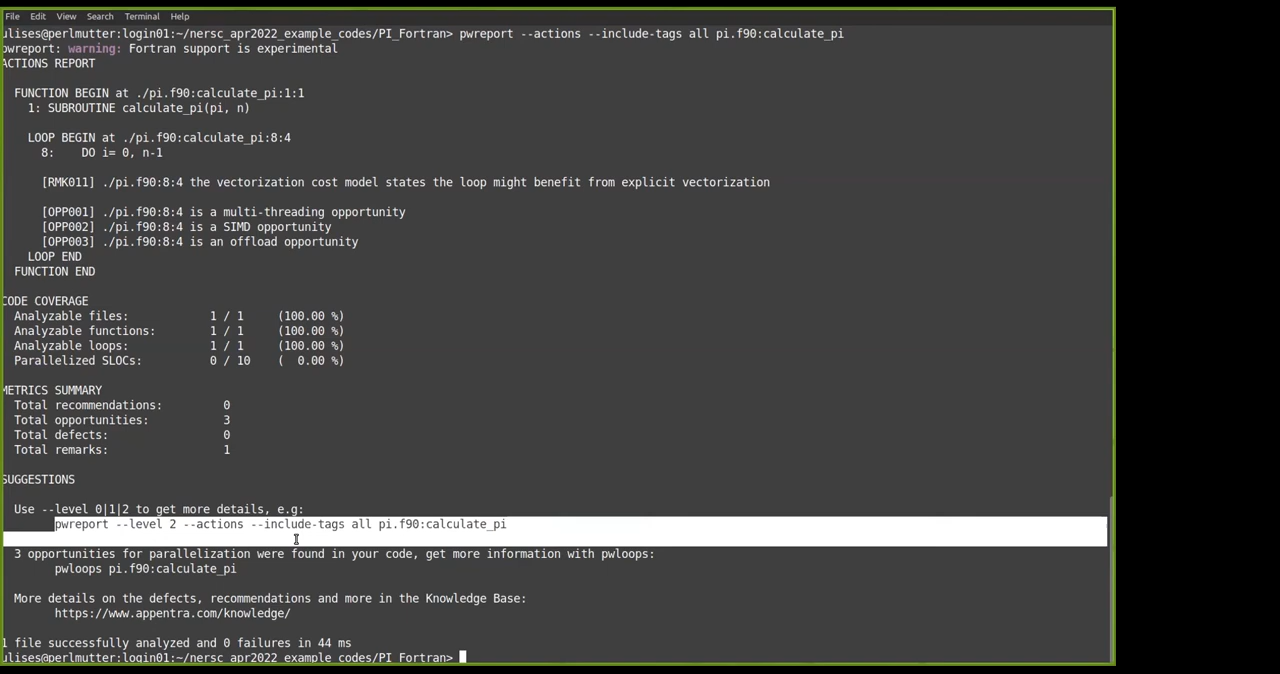 File Edit View Search Terminal Help
ulises@perlmutter:login01:~/nersc_apr2022_example_codes/PI_Fortran> pwreport --actions --include-tags all pi.f90:calculate_pi
pwreport: warning: Fortran support is experimental
ACTIONS REPORT
FUNCTION BEGIN at ./pi.f90:calculate_pi:1:1
1: SUBROUTINE calculate_pi(pi, n)
LOOP BEGIN at ./pi.f90:calculate_pi:8:4
8: DO i= 0, n-1
[RMK011] ./pi.f90:8:4 the vectorization cost model states the loop might benefit from explicit vectorization
[OPP001] ./pi.f90:8:4 is a multi-threading opportunity
[OPP002] ./pi.f90:8:4 is a SIMD opportunity
[OPP003] ./pi.f90:8:4 is an offload opportunity
LOOP END
FUNCTION END
CODE COVERAGE
Analyzable files: 1 / 1 (100.00 %)
Analyzable functions: 1 / 1 (100.00 %)
Analyzable loops: 1 / 1 (100.00 %)
Parallelized SLOCs: 0 / 10 ( 0.00 %)
METRICS SUMMARY
Total recommendations: 0
Total opportunities: 3
Total defects: 0
Total remarks: 1
SUGGESTIONS
Use --level 0|1|2 to get more details, e.g:
pwreport --level 2 --actions --include-tags all pi.f90:calculate_pi
3 opportunities for parallelization were found in your code, get more information with pwloops:
pwloops pi.f90:calculate_pi
More details on the defects, recommendations and more in the Knowledge Base:
https://www.appentra.com/knowledge/
1 file successfully analyzed and 0 failures in 44 ms
ulises@perlmutter:login01:~/nersc_apr2022_example_codes/PI_Fortran>